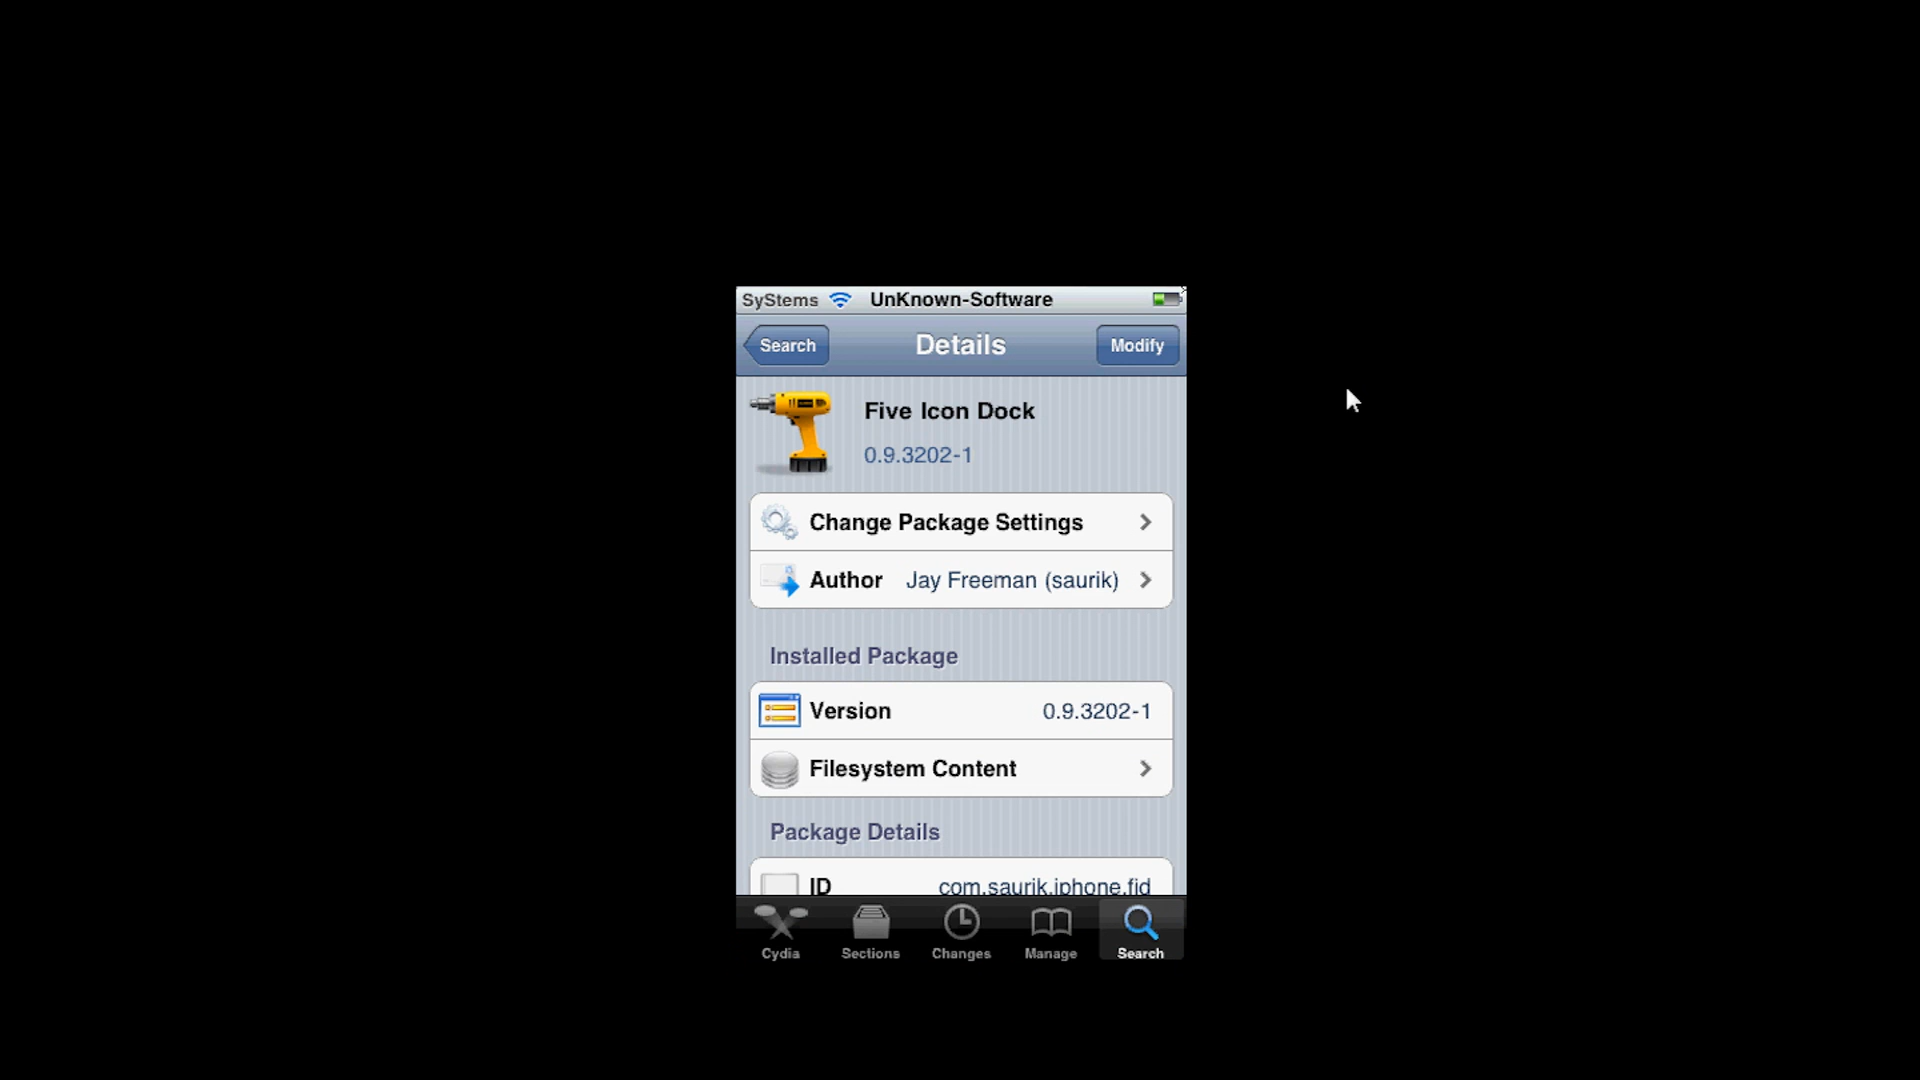 SyStems UnKnown-Software
Search Details Modify
Five Icon Dock
0.9.3202-1
Change Package Settings
Author Jay Freeman (saurik)
Installed Package
Version 0.9.3202-1
Filesystem Content
Package Details
ID com.saurik.iphone.fid
Cydia Sections Changes Manage Search